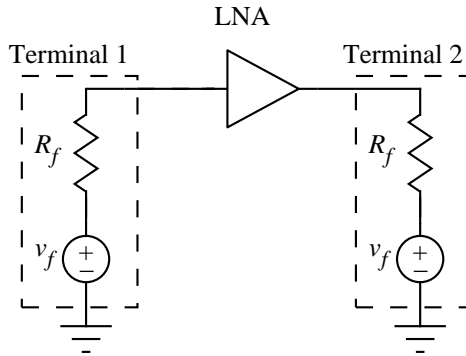 LNA
Terminal 1
Terminal 2
R_f
R_f
v_f
+
−
v_f
+
−